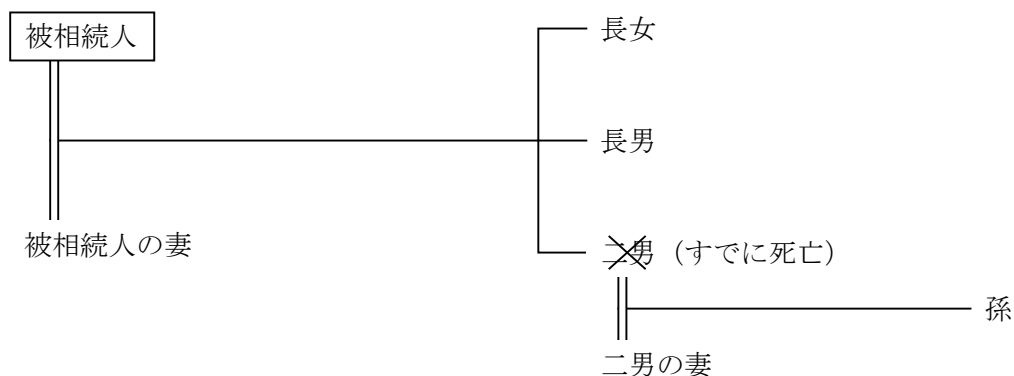 被相続人
長女
長男
被相続人の妻
二男（すでに死亡）
孫
二男の妻